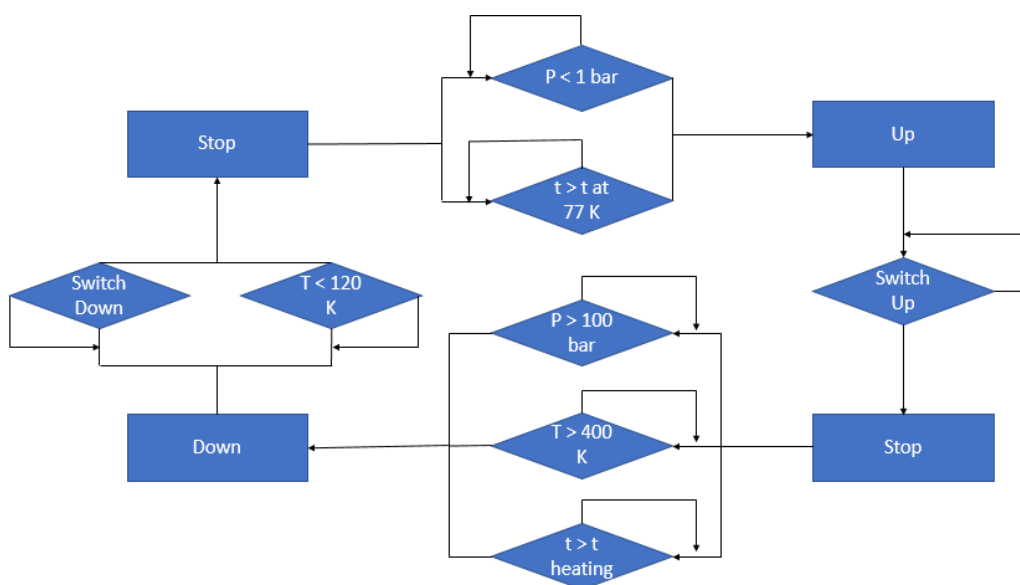 P < 1 bar
Stop
Up
t > t at
77 K
Switch
Down
T < 120
K
Switch
Up
P > 100
bar
Down
T > 400
K
Stop
t > t
heating